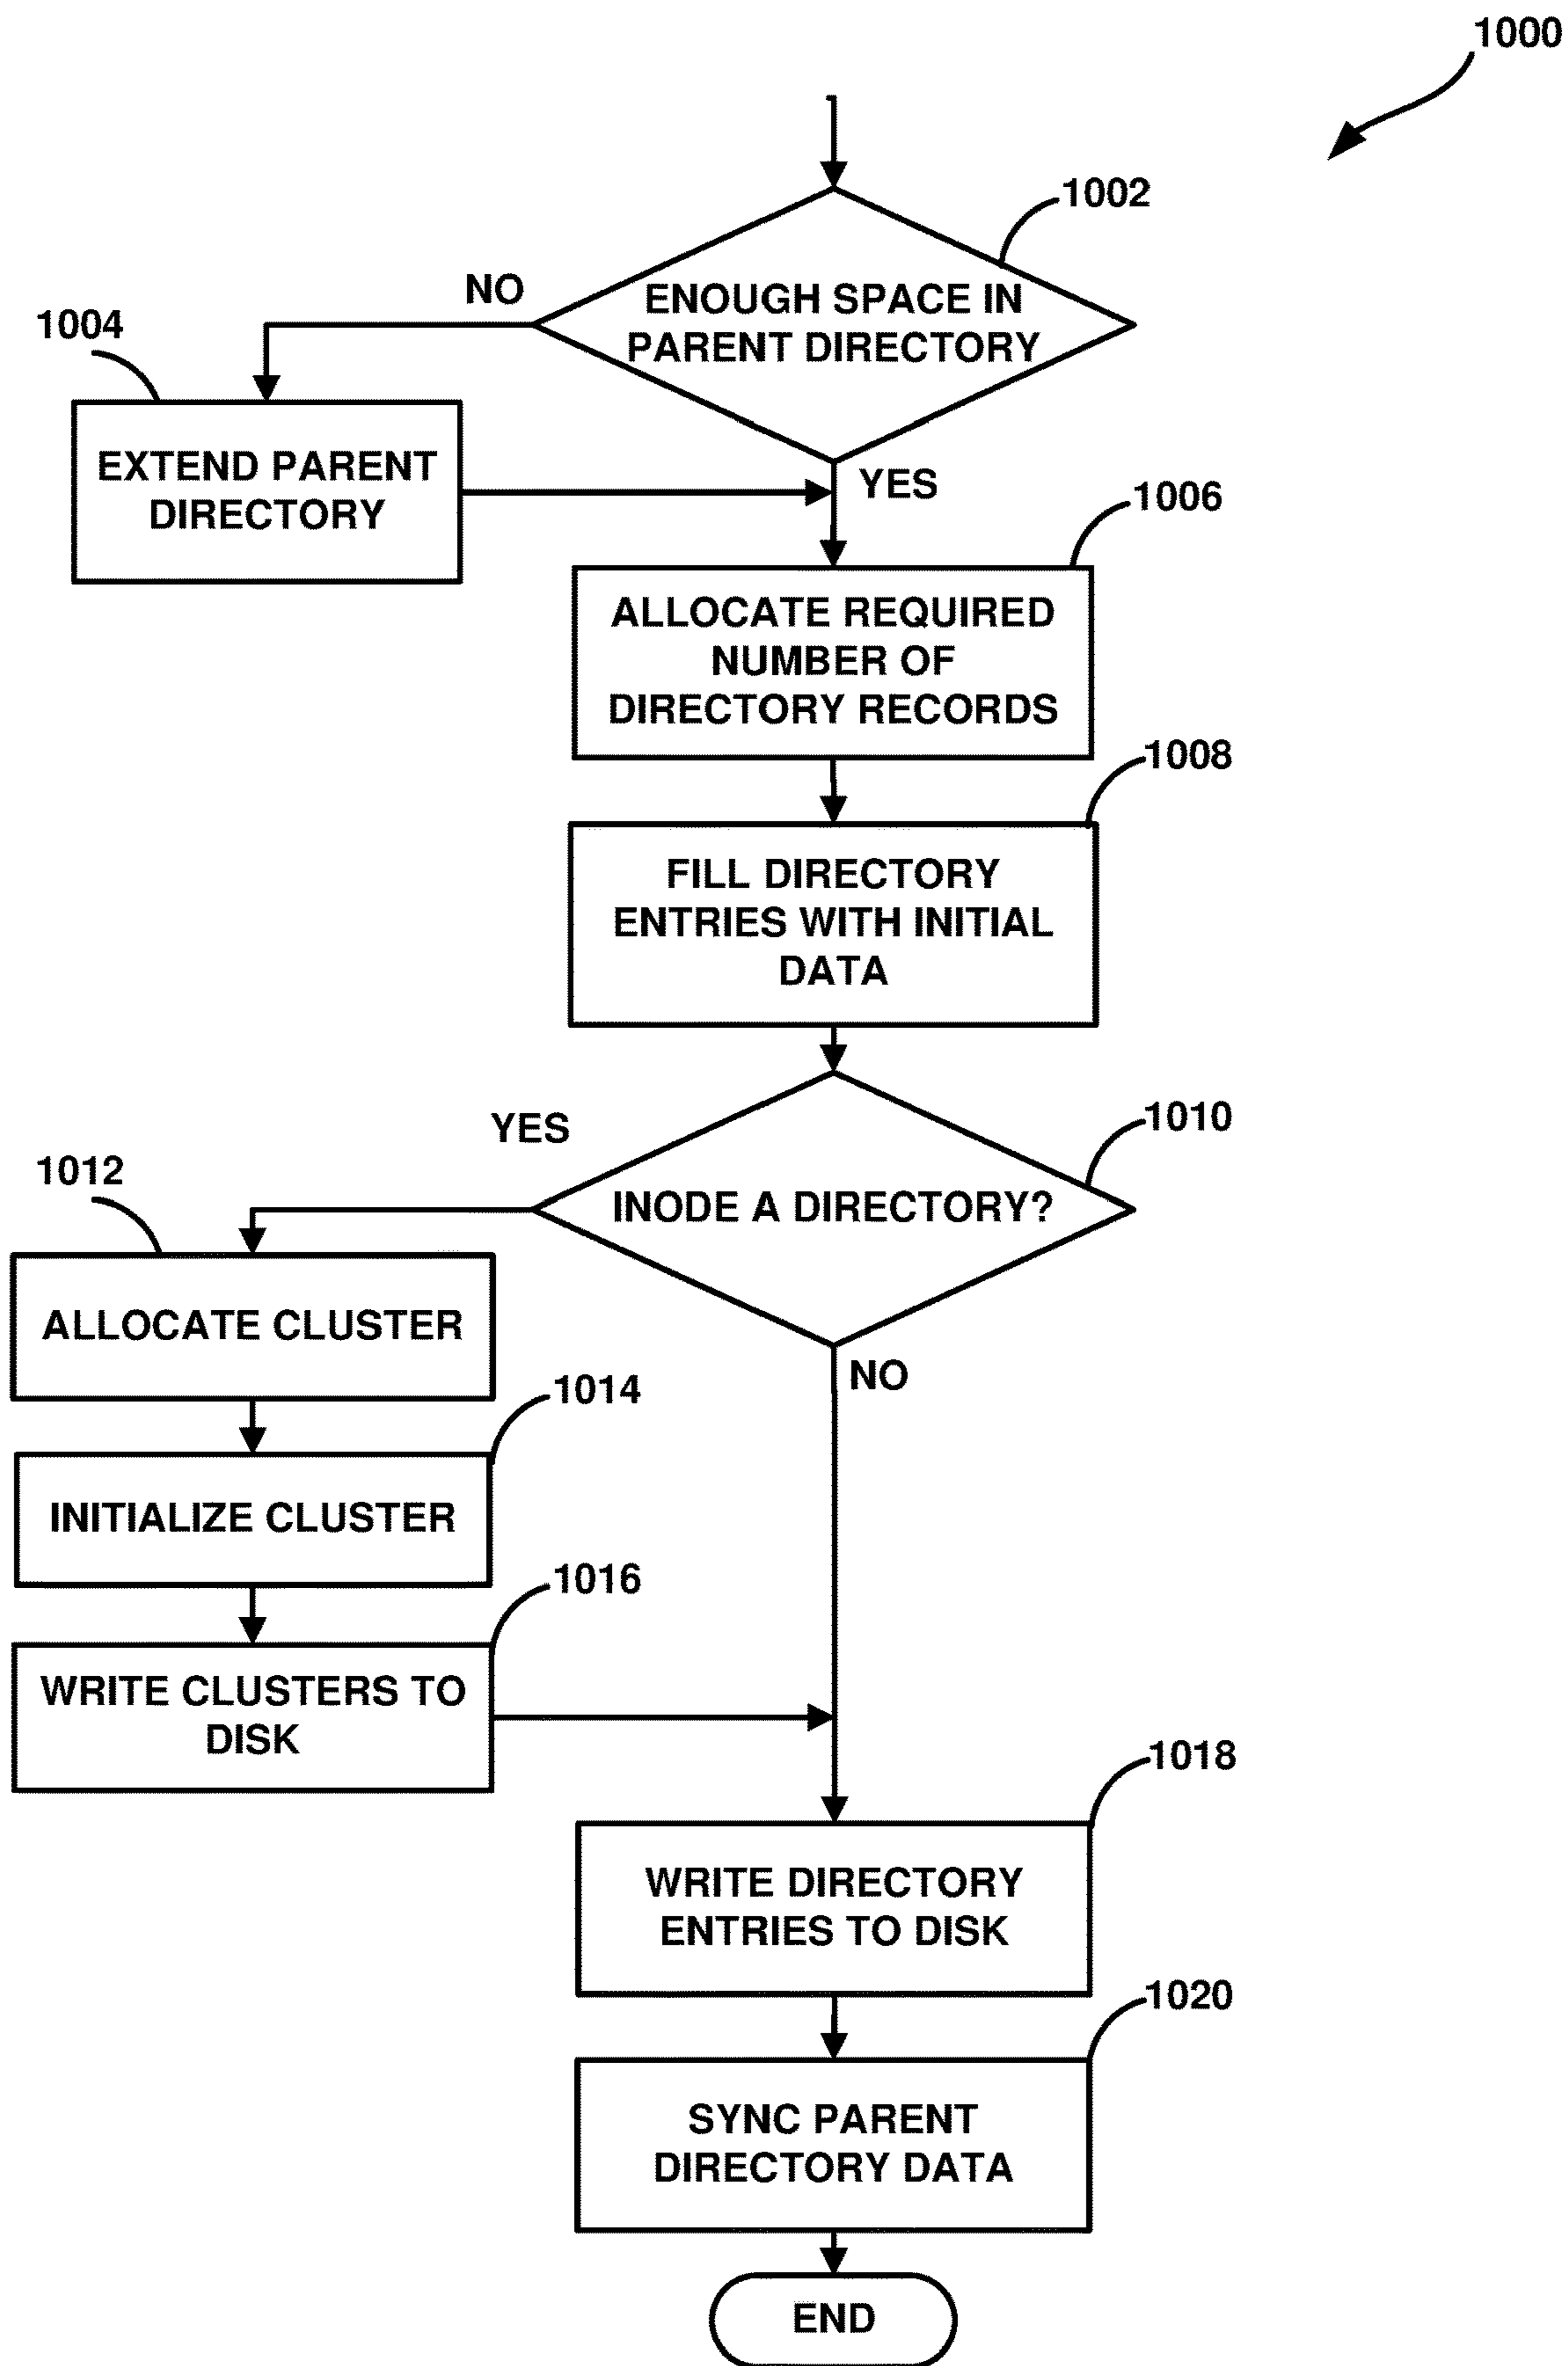 1000
1002
ENOUGH SPACE IN
PARENT DIRECTORY
NO
1004
EXTEND PARENT
DIRECTORY
YES
1006
ALLOCATE REQUIRED
NUMBER OF
DIRECTORY RECORDS
1008
FILL DIRECTORY
ENTRIES WITH INITIAL
DATA
1010
YES
INODE A DIRECTORY?
1012
ALLOCATE CLUSTER
NO
1014
INITIALIZE CLUSTER
1016
WRITE CLUSTERS TO
DISK
1018
WRITE DIRECTORY
ENTRIES TO DISK
1020
SYNC PARENT
DIRECTORY DATA
END